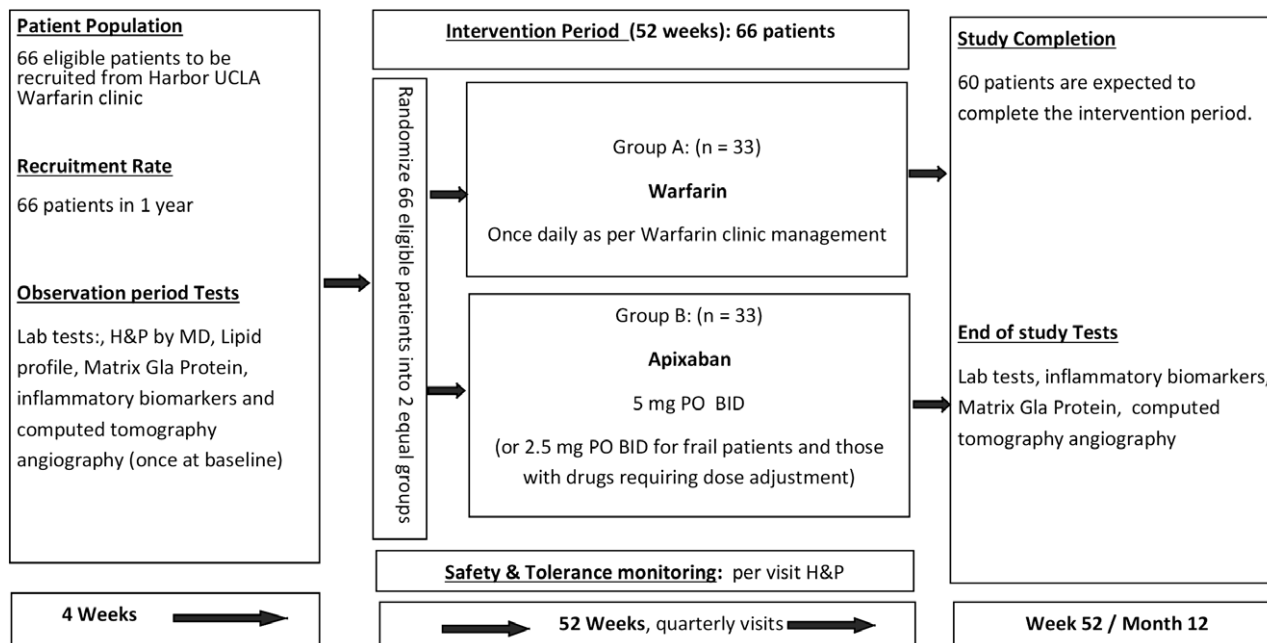 Patient Population
66 eligible patients to be
recruited from Harbor UCLA
Warfarin clinic
Recruitment Rate
66 patients in 1 year
Observation period Tests
Lab tests:, H&P by MD, Lipid
profile, Matrix Gla Protein,
inflammatory biomarkers and
computed tomography
angiography (once at baseline)
4 Weeks
Intervention Period (52 weeks): 66 patients
Randomize 66 eligible patients into 2 equal groups
Group A: (n = 33)
Warfarin
Once daily as per Warfarin clinic management
Group B: (n = 33)
Apixaban
5 mg PO BID
(or 2.5 mg PO BID for frail patients and those
with drugs requiring dose adjustment)
Safety & Tolerance monitoring: per visit H&P
52 Weeks, quarterly visits
Study Completion
60 patients are expected to
complete the intervention period.
End of study Tests
Lab tests, inflammatory biomarkers,
Matrix Gla Protein, computed
tomography angiography
Week 52 / Month 12